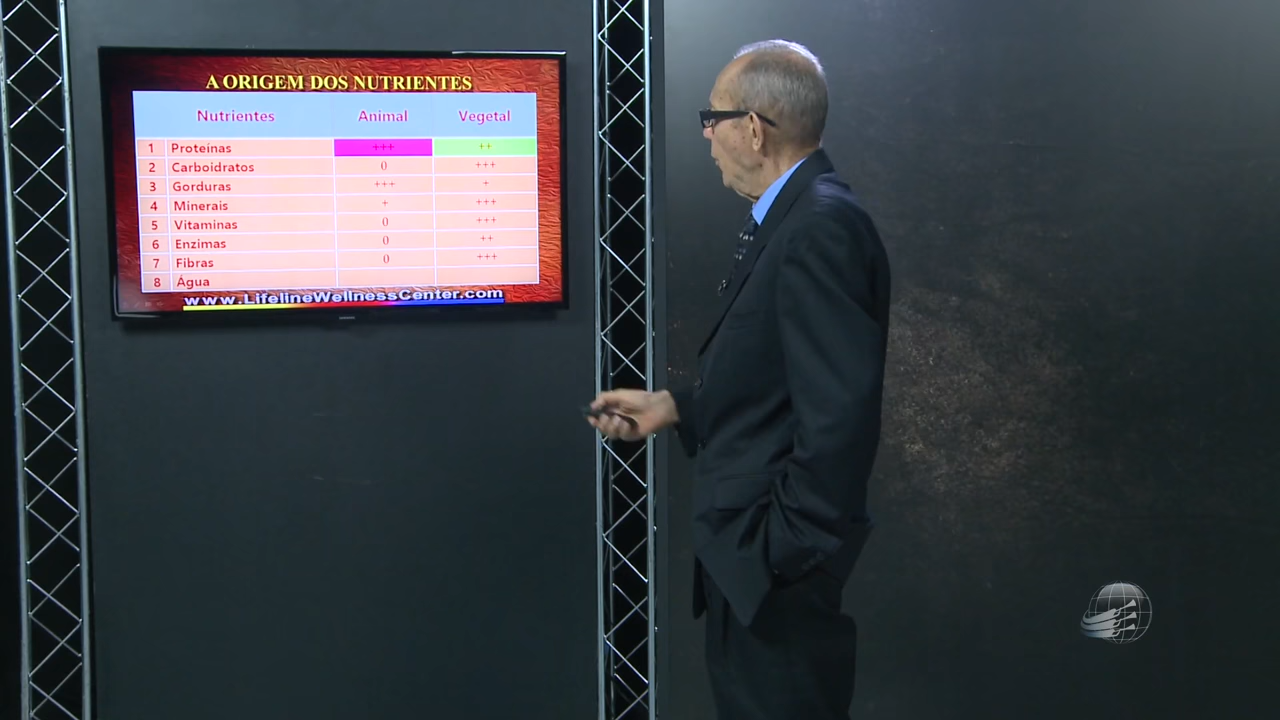 A ORIGEM DOS NUTRIENTES
Nutrientes Animal Vegetal
1 Proteínas +++ ++
2 Carboidratos 0 +++
3 Gorduras +++ +
4 Minerais + +++
5 Vitaminas 0 +++
6 Enzimas 0 ++
7 Fibras 0 +++
8 Água
www.LifelineWellnessCenter.com